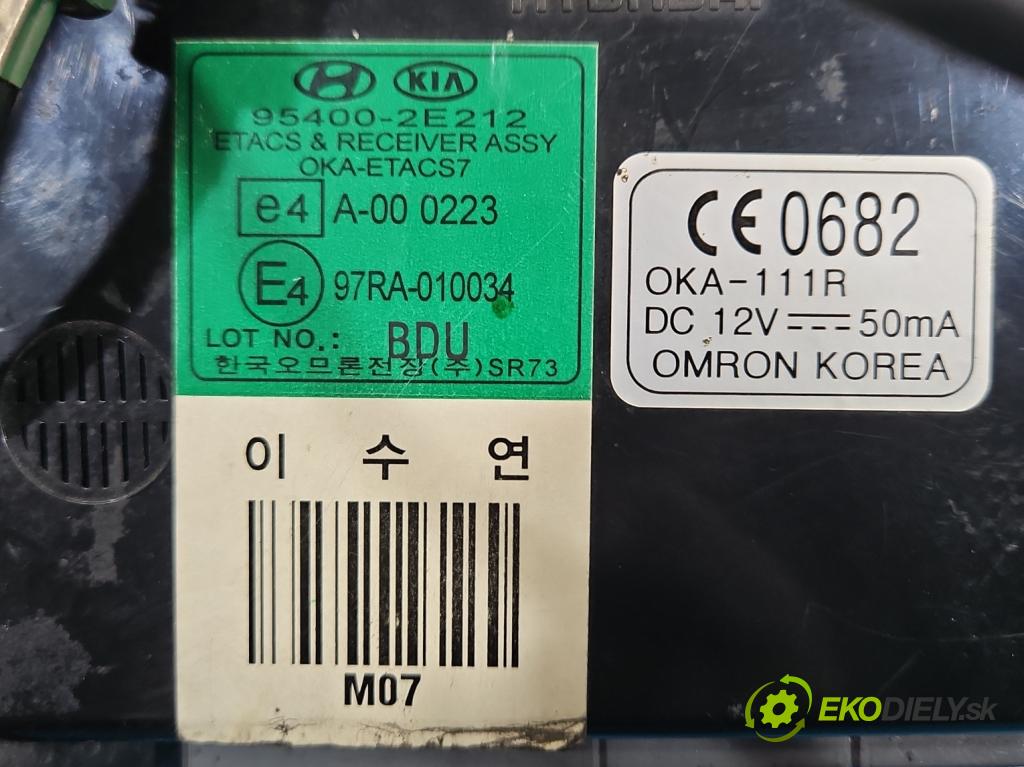 HYUNDAI
KIA
95400-2E212
ETACS & RECEIVER ASSY
OKA-ETACS7
e4 A-00 0223
E4 97RA-010034
LOT NO.: BDU
한국오므론전장(주)SR73
이 수 연
M07
CE 0682
OKA-111R
DC 12V ⎓ 50mA
OMRON KOREA
EKODIELY.sk